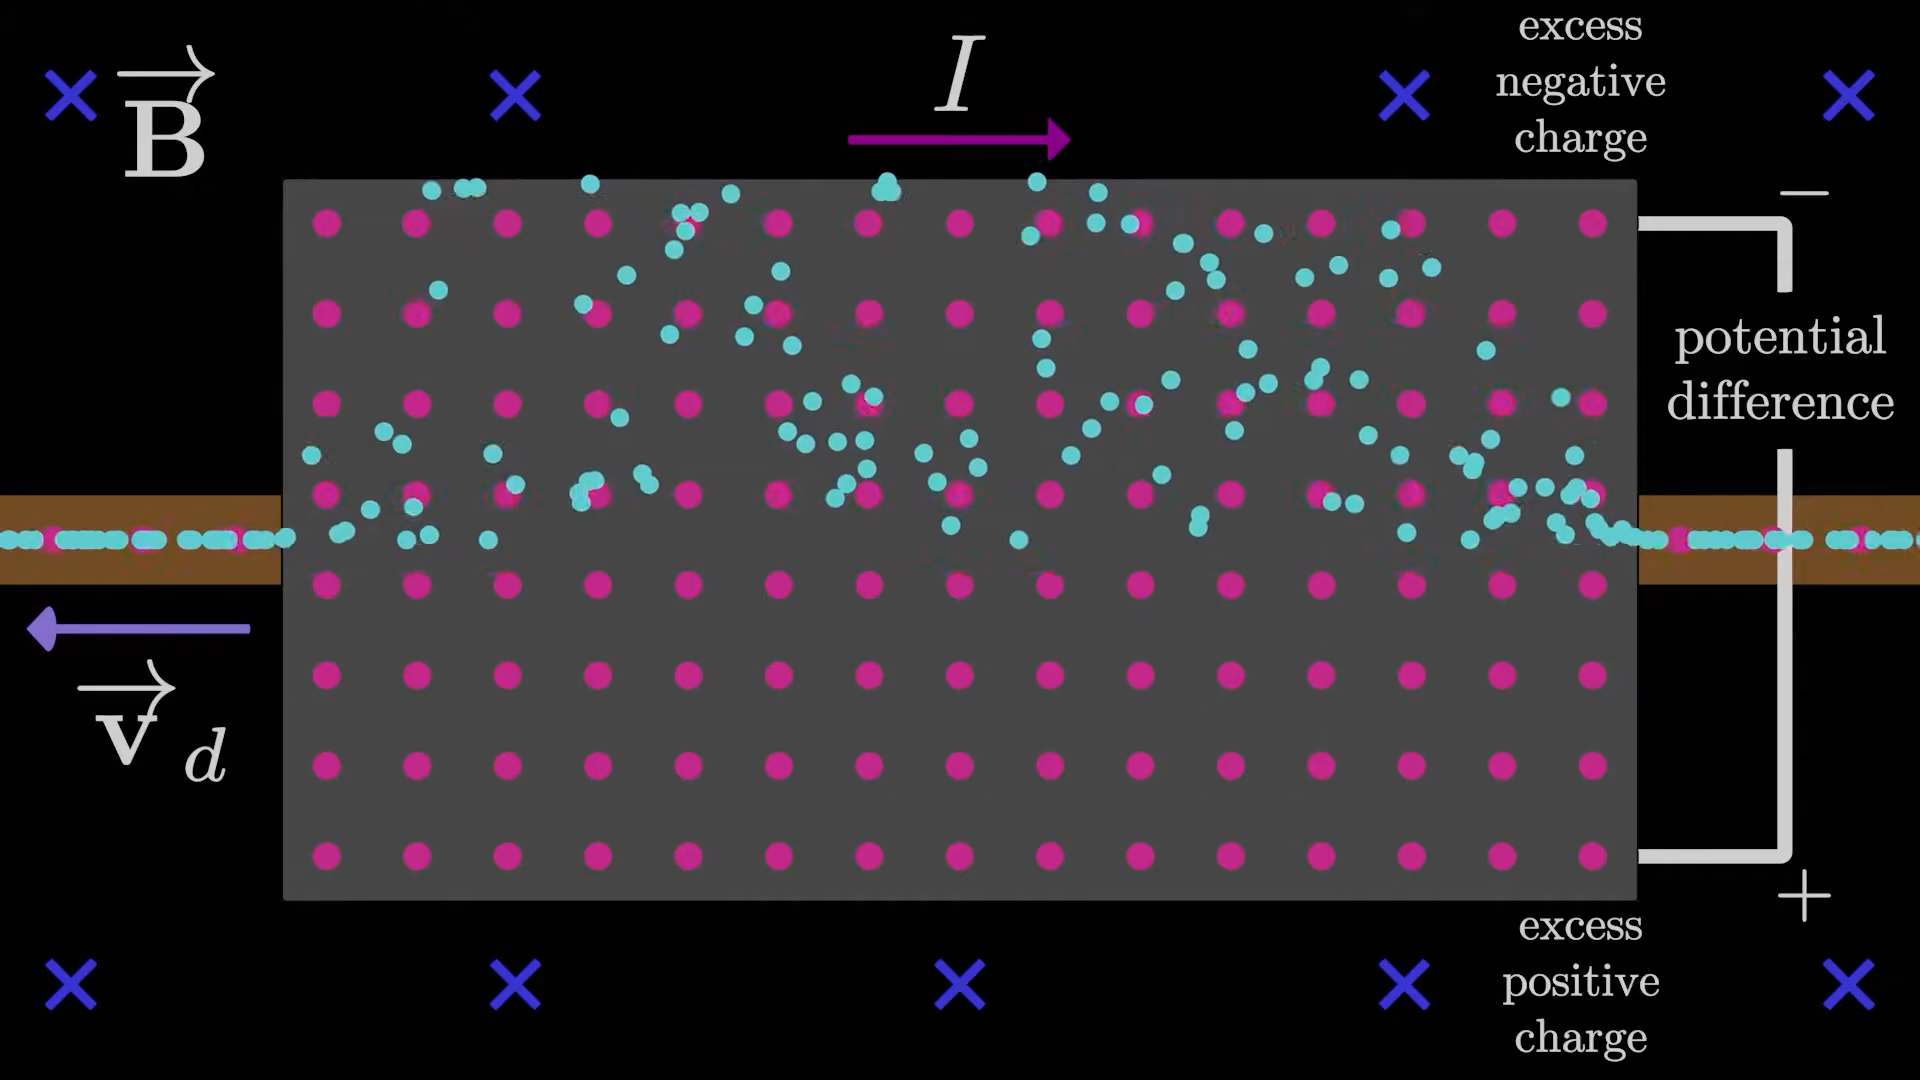 B
I
excess
negative
charge
−
potential
difference
v d
+
excess
positive
charge